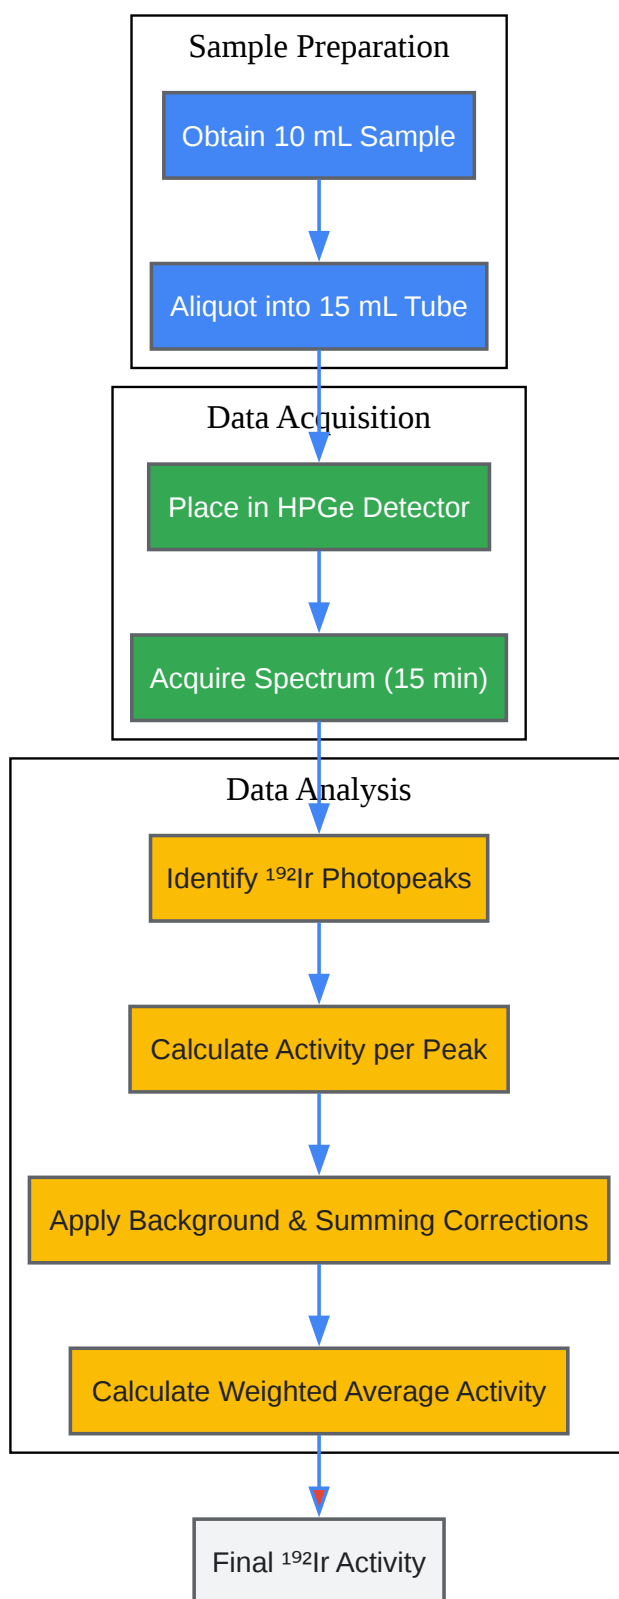 Sample Preparation
Obtain 10 mL Sample
Aliquot into 15 mL Tube
Data Acquisition
Place in HPGe Detector
Acquire Spectrum (15 min)
Data Analysis
Identify ¹⁹²Ir Photopeaks
Calculate Activity per Peak
Apply Background & Summing Corrections
Calculate Weighted Average Activity
Final ¹⁹²Ir Activity